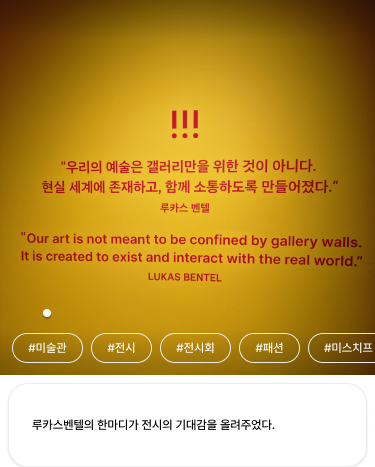 !!!
“우리의 예술은 갤러리만을 위한 것이 아니다.
현실 세계에 존재하고, 함께 소통하도록 만들어졌다.”
루카스 벤텔
“Our art is not meant to be confined by gallery walls.
It is created to exist and interact with the real world.”
LUKAS BENTEL
#미술관 #전시 #전시회 #패션 #미스치프
루카스벤텔의 한마디가 전시의 기대감을 올려주었다.